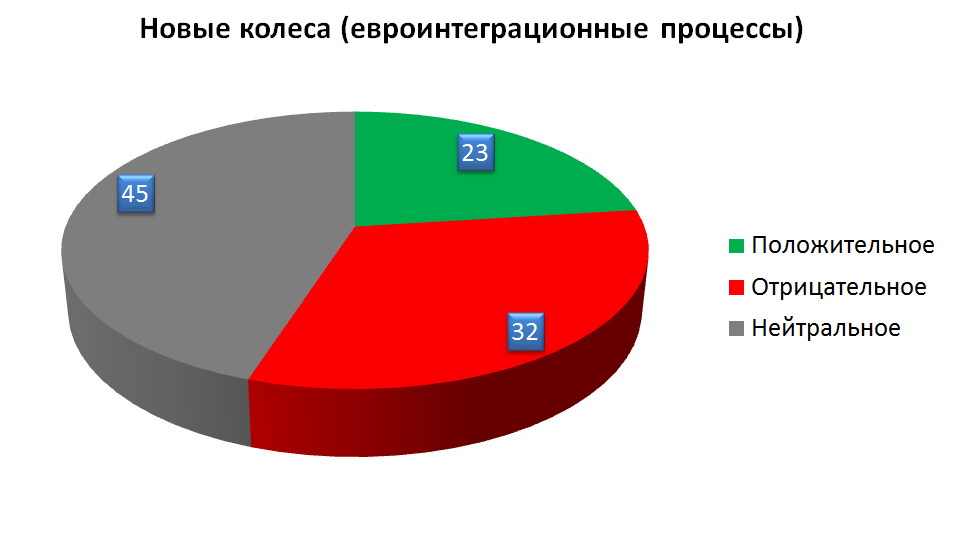 Новые колеса (евроинтеграционные процессы)
23
45
32
Положительное
Отрицательное
Нейтральное